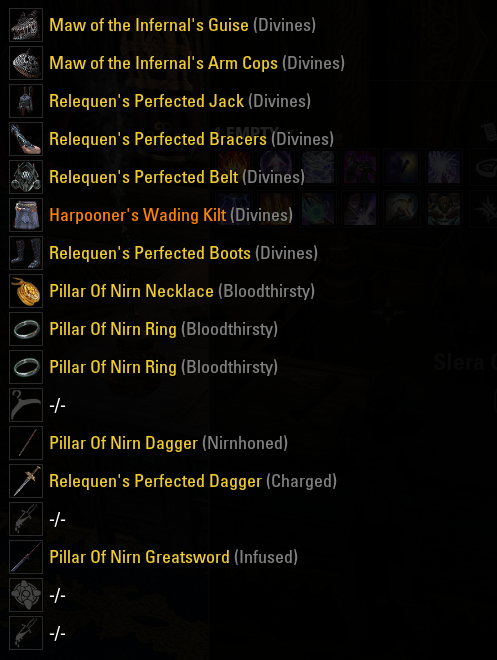 Maw of the Infernal's Guise (Divines)
Maw of the Infernal's Arm Cops (Divines)
Relequen's Perfected Jack (Divines)
EMPTY
Relequen's Perfected Bracers (Divines)
Relequen's Perfected Belt (Divines)
Harpooner's Wading Kilt (Divines)
Relequen's Perfected Boots (Divines)
Pillar Of Nirn Necklace (Bloodthirsty)
Pillar Of Nirn Ring (Bloodthirsty)
Pillar Of Nirn Ring (Bloodthirsty)
-/-
Pillar Of Nirn Dagger (Nirnhoned)
Relequen's Perfected Dagger (Charged)
-/-
Pillar Of Nirn Greatsword (Infused)
-/-
-/-